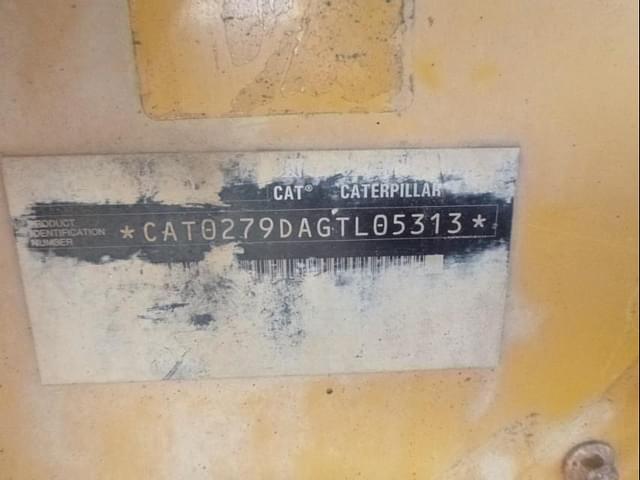 CAT® CATERPILLAR
PRODUCT
IDENTIFICATION
NUMBER
*CAT0279DAGTL05313*